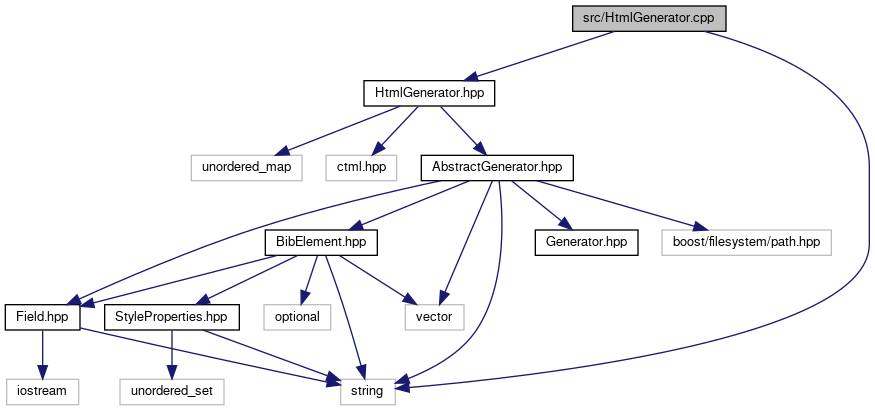 src/HtmlGenerator.cpp
HtmlGenerator.hpp
unordered_map
ctml.hpp
AbstractGenerator.hpp
BibElement.hpp
Generator.hpp
boost/filesystem/path.hpp
Field.hpp
StyleProperties.hpp
optional
vector
iostream
unordered_set
string